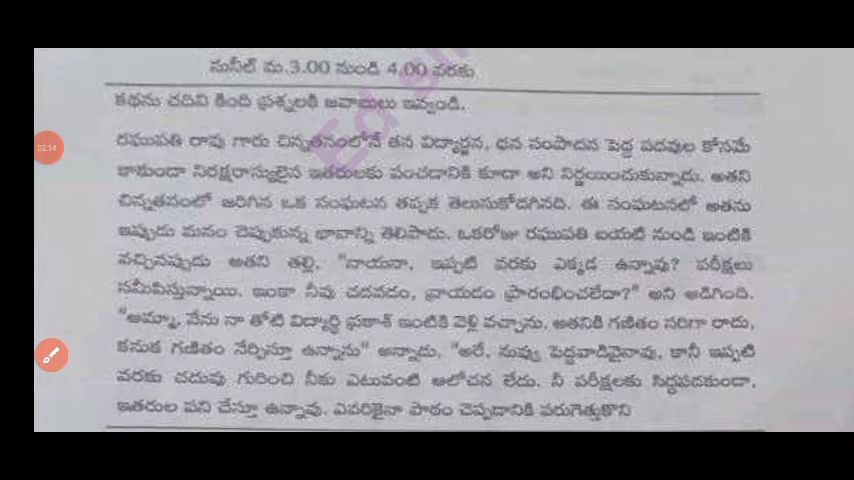 సునీల్ మ.3.00 నుండి 4.00 వరకు
కథను చదివి కింది ప్రశ్నలకి జవాబులు ఇవ్వండి.
రఘుపతి రావు గారు చిన్నతనంలోనే తన విద్యార్జన, ధన సంపాదన పెద్ద పదవుల కోసమే
కాకుండా నిరక్షరాస్యులైన ఇతరులకు పంచడానికి కూడా అని నిర్ణయించుకున్నాడు. అతని
చిన్నతనంలో జరిగిన ఒక సంఘటన తప్పక తెలుసుకోదగినది. ఈ సంఘటనలో అతను
ఇప్పుడు మనం చెప్పుకున్న భావాన్ని తెలిపాడు. ఒకరోజు రఘుపతి బయటి నుండి ఇంటికి
వచ్చినప్పుడు అతని తల్లి, "నాయనా, ఇప్పటి వరకు ఎక్కడ ఉన్నావు? పరీక్షలు
సమీపిస్తున్నాయి. ఇంకా నీవు చదవడం, వ్రాయడం ప్రారంభించలేదా?" అని అడిగింది.
"అమ్మా, నేను నా తోటి విద్యార్థి ప్రకాశ్ ఇంటికి వెళ్లి వచ్చాను. అతనికి గణితం సరిగా రాదు,
కనుక గణితం నేర్పిస్తూ ఉన్నాను" అన్నాడు. "అరే, నువ్వు పెద్దవాడివైనావు, కానీ ఇప్పటి
వరకు చదువు గురించి నీకు ఎటువంటి ఆలోచన లేదు. నీ పరీక్షలకు సిద్ధపడకుండా,
ఇతరుల పని చేస్తూ ఉన్నావు. ఎవరికైనా పాఠం చెప్పడానికి పరుగెత్తుకొని
02:14